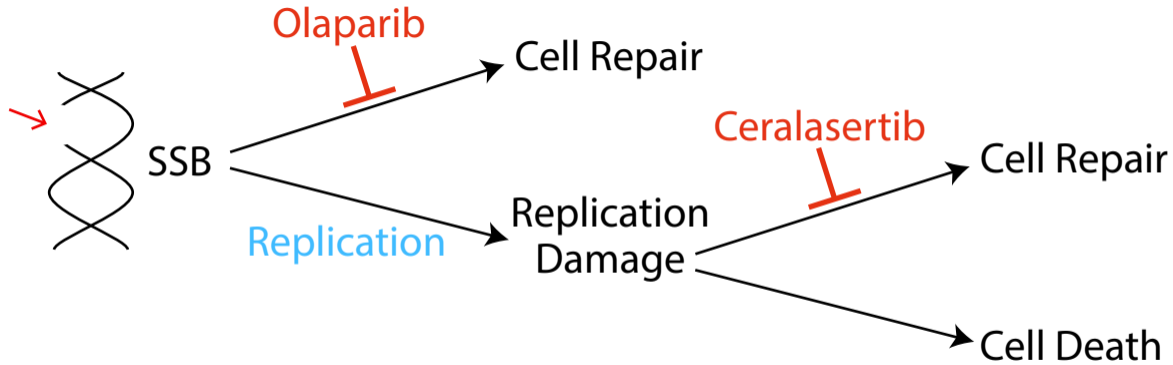 Olaparib
Cell Repair
SSB
Replication
Replication
Damage
Ceralasertib
Cell Repair
Cell Death